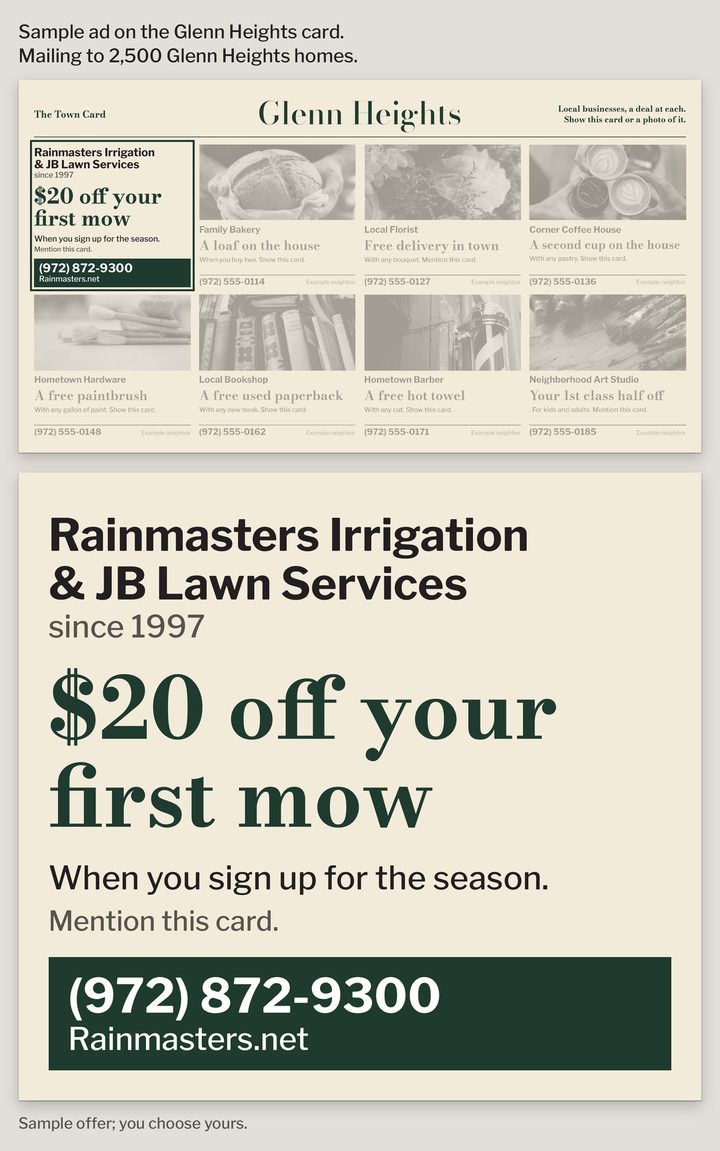 Sample ad on the Glenn Heights card.
Mailing to 2,500 Glenn Heights homes.
The Town Card
Glenn Heights
Local businesses, a deal at each.
Show this card or a photo of it.
Rainmasters Irrigation
& JB Lawn Services
since 1997
$20 off your
first mow
When you sign up for the season.
Mention this card.
(972) 872-9300
Rainmasters.net
Family Bakery
A loaf on the house
When you buy two. Show this card.
(972) 555-0114
Example neighbor
Local Florist
Free delivery in town
With any bouquet. Mention this card.
(972) 555-0127
Example neighbor
Corner Coffee House
A second cup on the house
With any pastry. Show this card.
(972) 555-0136
Example neighbor
Hometown Hardware
A free paintbrush
With any gallon of paint. Show this card.
(972) 555-0148
Example neighbor
Local Bookshop
A free used paperback
With any new book. Show this card.
(972) 555-0162
Example neighbor
Hometown Barber
A free hot towel
With any cut. Show this card.
(972) 555-0171
Example neighbor
Neighborhood Art Studio
Your 1st class half off
For kids and adults. Mention this card.
(972) 555-0185
Example neighbor
Rainmasters Irrigation
& JB Lawn Services
since 1997
$20 off your
first mow
When you sign up for the season.
Mention this card.
(972) 872-9300
Rainmasters.net
Sample offer; you choose yours.